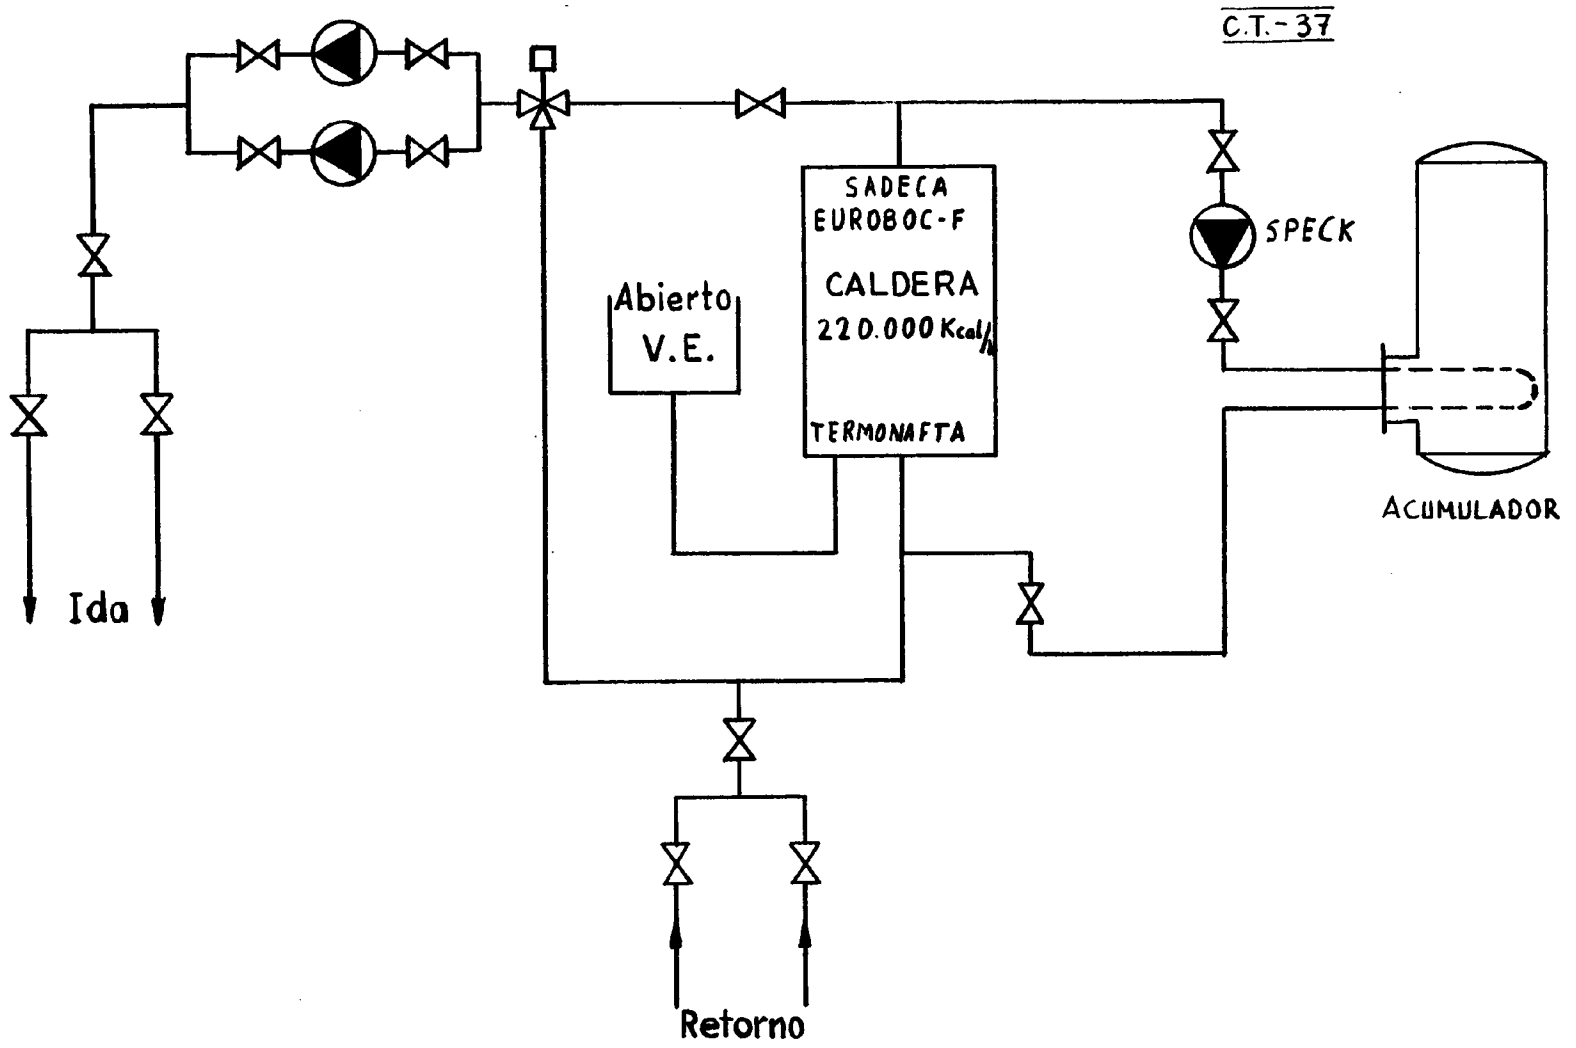 C.T.-37
SADECA
EUROBOC-F
CALDERA
220.000 Kcal/h
TERMONAFTA
SPECK
Abierto
V.E.
ACUMULADOR
Ida
Retorno